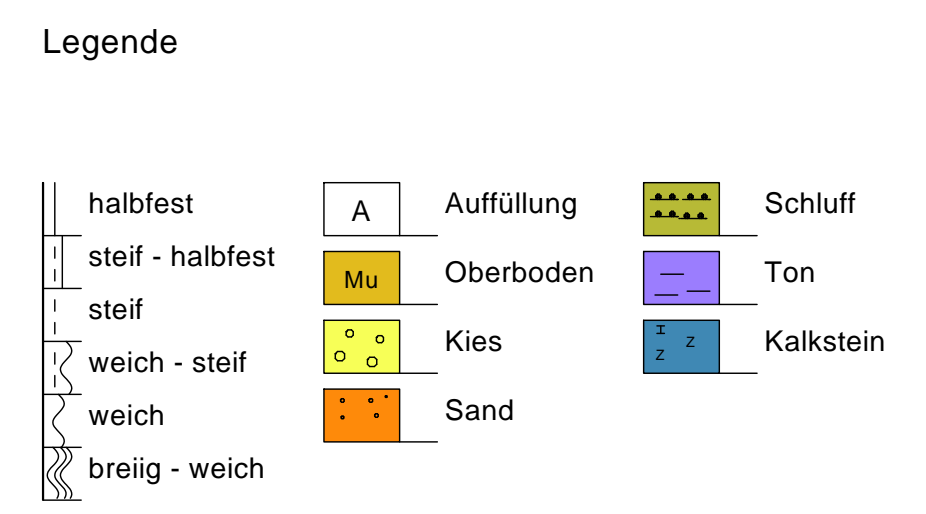 Legende
halbfest
steif - halbfest
steif
weich - steif
weich
breiig - weich
A Auffüllung
Mu Oberboden
Kies
Sand
Schluff
Ton
Z Z Kalkstein